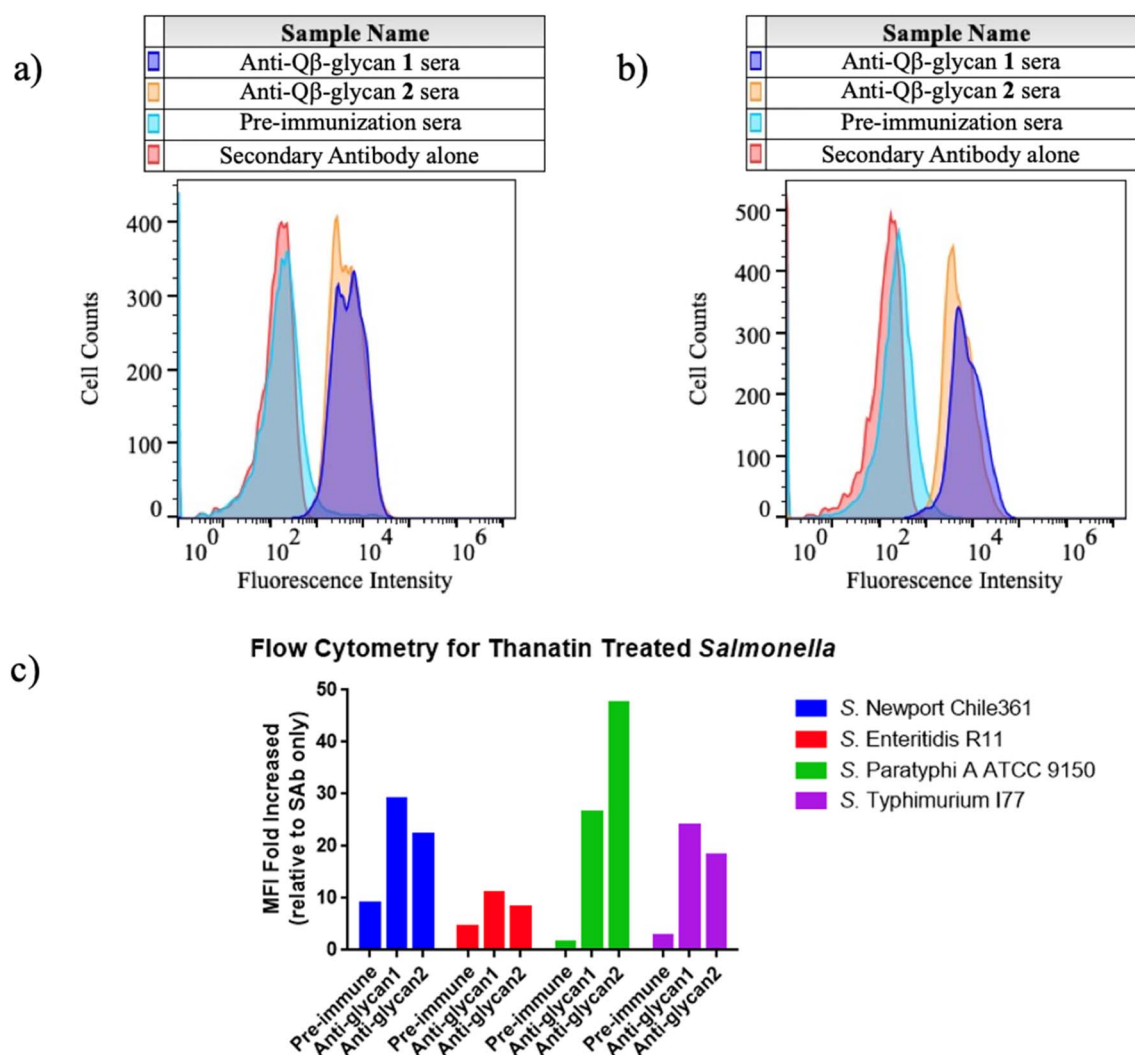 a)
Sample Name
Anti-Qβ-glycan 1 sera
Anti-Qβ-glycan 2 sera
Pre-immunization sera
Secondary Antibody alone
400
300
200
100
0
Cell Counts
10^0 10^2 10^4 10^6
Fluorescence Intensity
b)
Sample Name
Anti-Qβ-glycan 1 sera
Anti-Qβ-glycan 2 sera
Pre-immunization sera
Secondary Antibody alone
500
400
300
200
100
0
Cell Counts
10^0 10^2 10^4 10^6
Fluorescence Intensity
c)
Flow Cytometry for Thanatin Treated Salmonella
MFI Fold Increased
(relative to SAb only)
50
40
30
20
10
0
Pre-immune
Anti-glycan1
Anti-glycan2
Pre-immune
Anti-glycan1
Anti-glycan2
Pre-immune
Anti-glycan1
Anti-glycan2
Pre-immune
Anti-glycan1
Anti-glycan2
S. Newport Chile361
S. Enteritidis R11
S. Paratyphi A ATCC 9150
S. Typhimurium I77